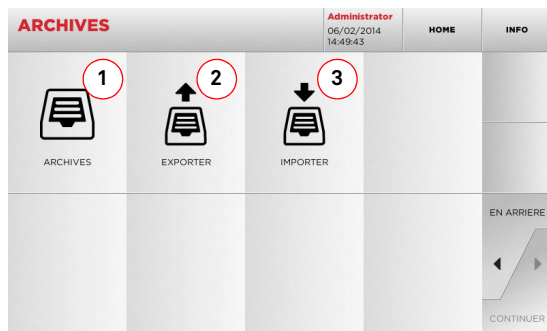 ARCHIVES
Administrator
06/02/2014
14:49:43
HOME
INFO
1
2
3
ARCHIVES
EXPORTER
IMPORTER
EN ARRIERE
CONTINUER